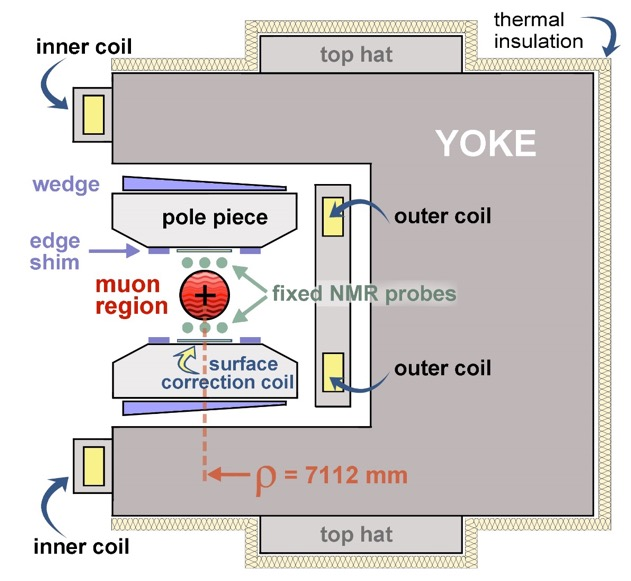 thermal
insulation
inner coil
top hat
YOKE
wedge
pole piece
outer coil
edge
shim
muon
region
+
fixed NMR probes
surface
correction coil
outer coil
ρ = 7112 mm
top hat
inner coil